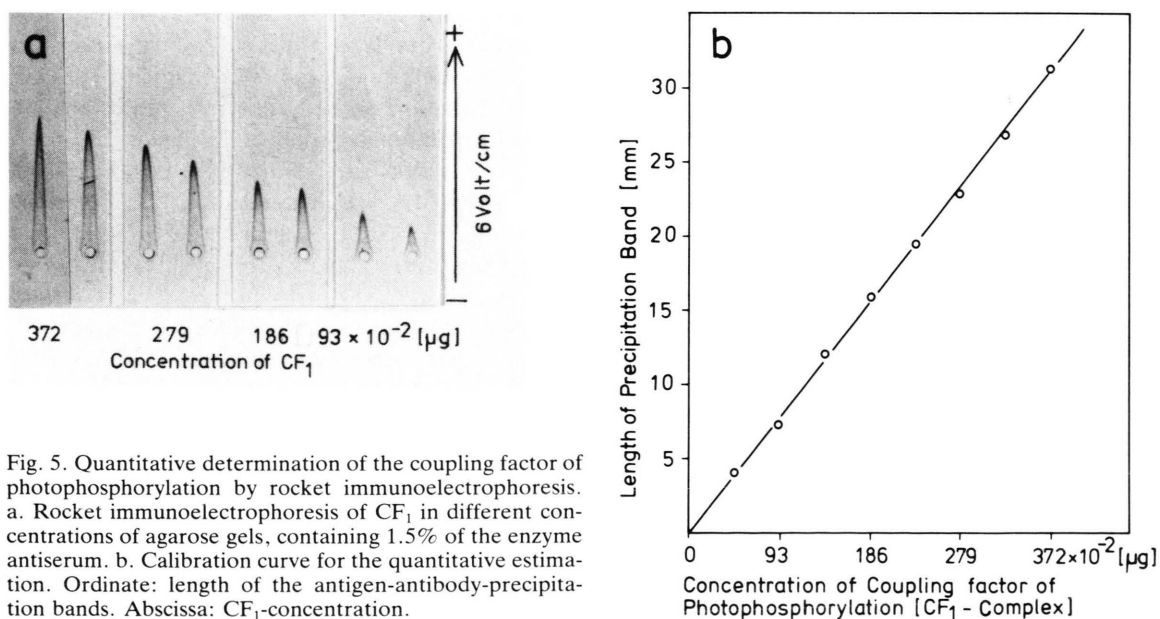 a
+
6 Volt/cm
−
372 279 186 93 × 10⁻² [µg]
Concentration of CF₁
Fig. 5. Quantitative determination of the coupling factor of
photophosphorylation by rocket immunoelectrophoresis.
a. Rocket immunoelectrophoresis of CF₁ in different con-
centrations of agarose gels, containing 1.5% of the enzyme
antiserum. b. Calibration curve for the quantitative estima-
tion. Ordinate: length of the antigen-antibody-precipita-
tion bands. Abscissa: CF₁-concentration.
b
Length of Precipitation Band [mm]
30
25
20
15
10
5
0 93 186 279 372×10⁻² [µg]
Concentration of Coupling factor of
Photophosphorylation [CF₁ - Complex]